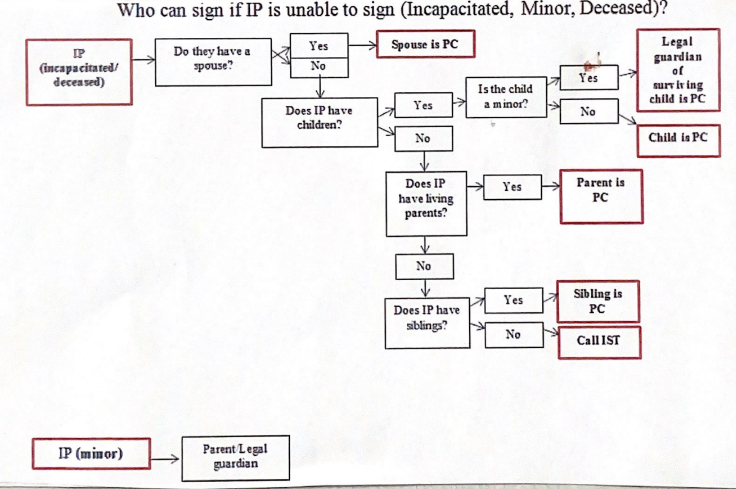 Who can sign if IP is unable to sign (Incapacitated, Minor, Deceased)?
IP
(incapacitated/
deceased)
Do they have a
spouse?
Yes
No
Spouse is PC
Does IP have
children?
Yes
No
Is the child
a minor?
Yes
No
Legal
guardian
of
surviving
child is PC
Child is PC
Does IP
have living
parents?
Yes
Parent is
PC
No
Does IP have
siblings?
Yes
No
Sibling is
PC
Call IST
IP (minor)
Parent/Legal
guardian